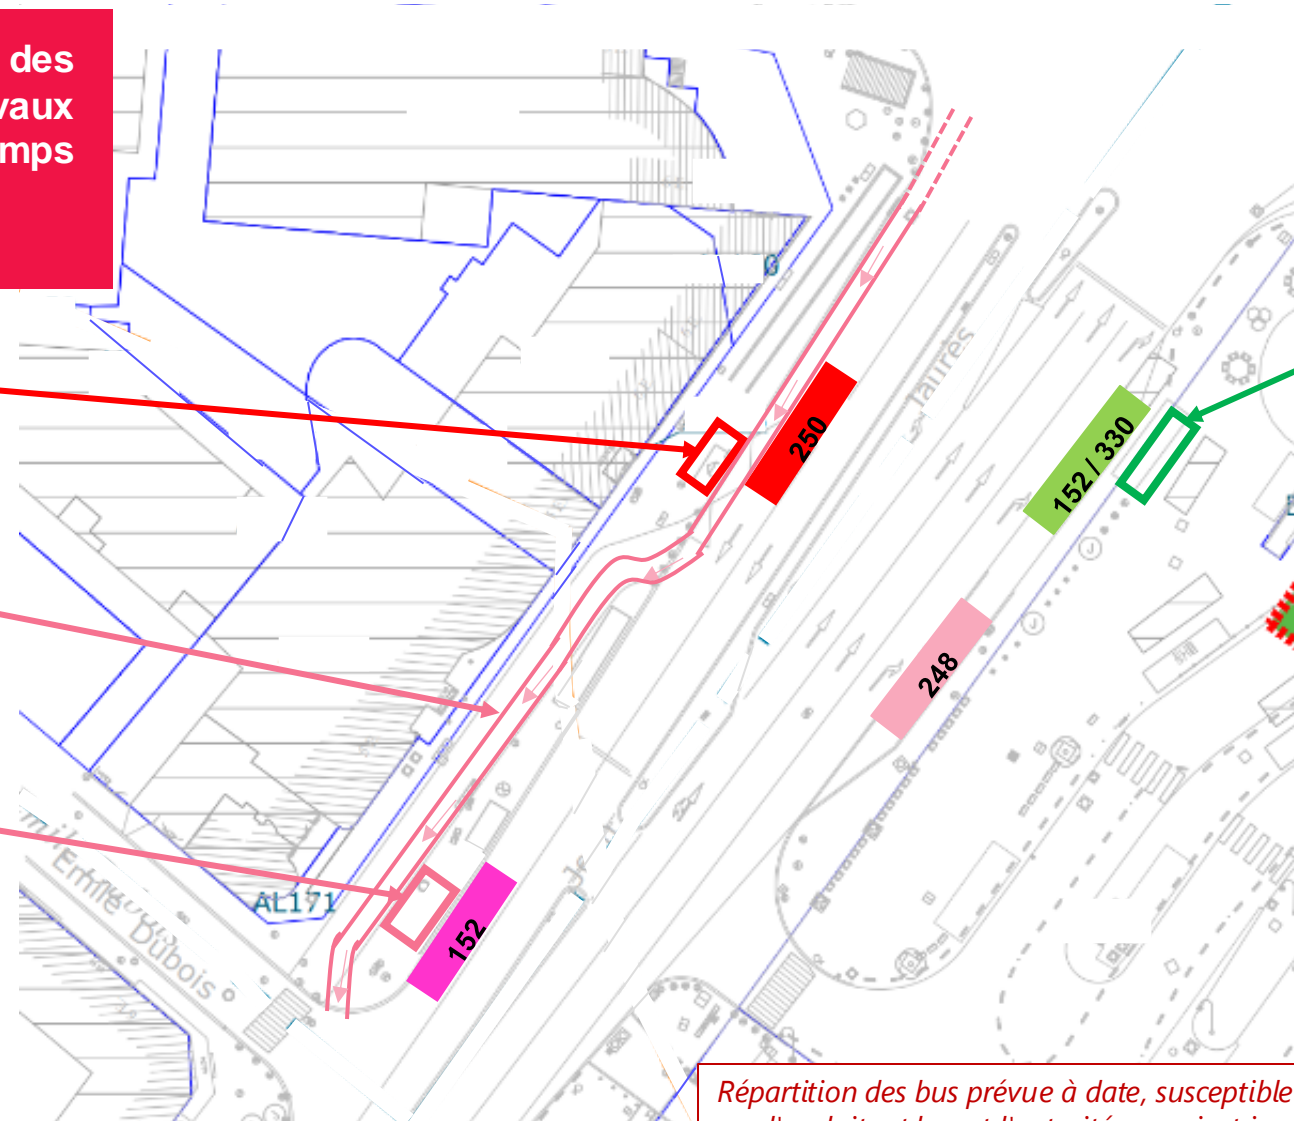 des
vaux
mps
Jaurès
250
152 / 330
248
AL171
152
Emile
Dubois
J
J
Répartition des bus prévue à date, susceptible